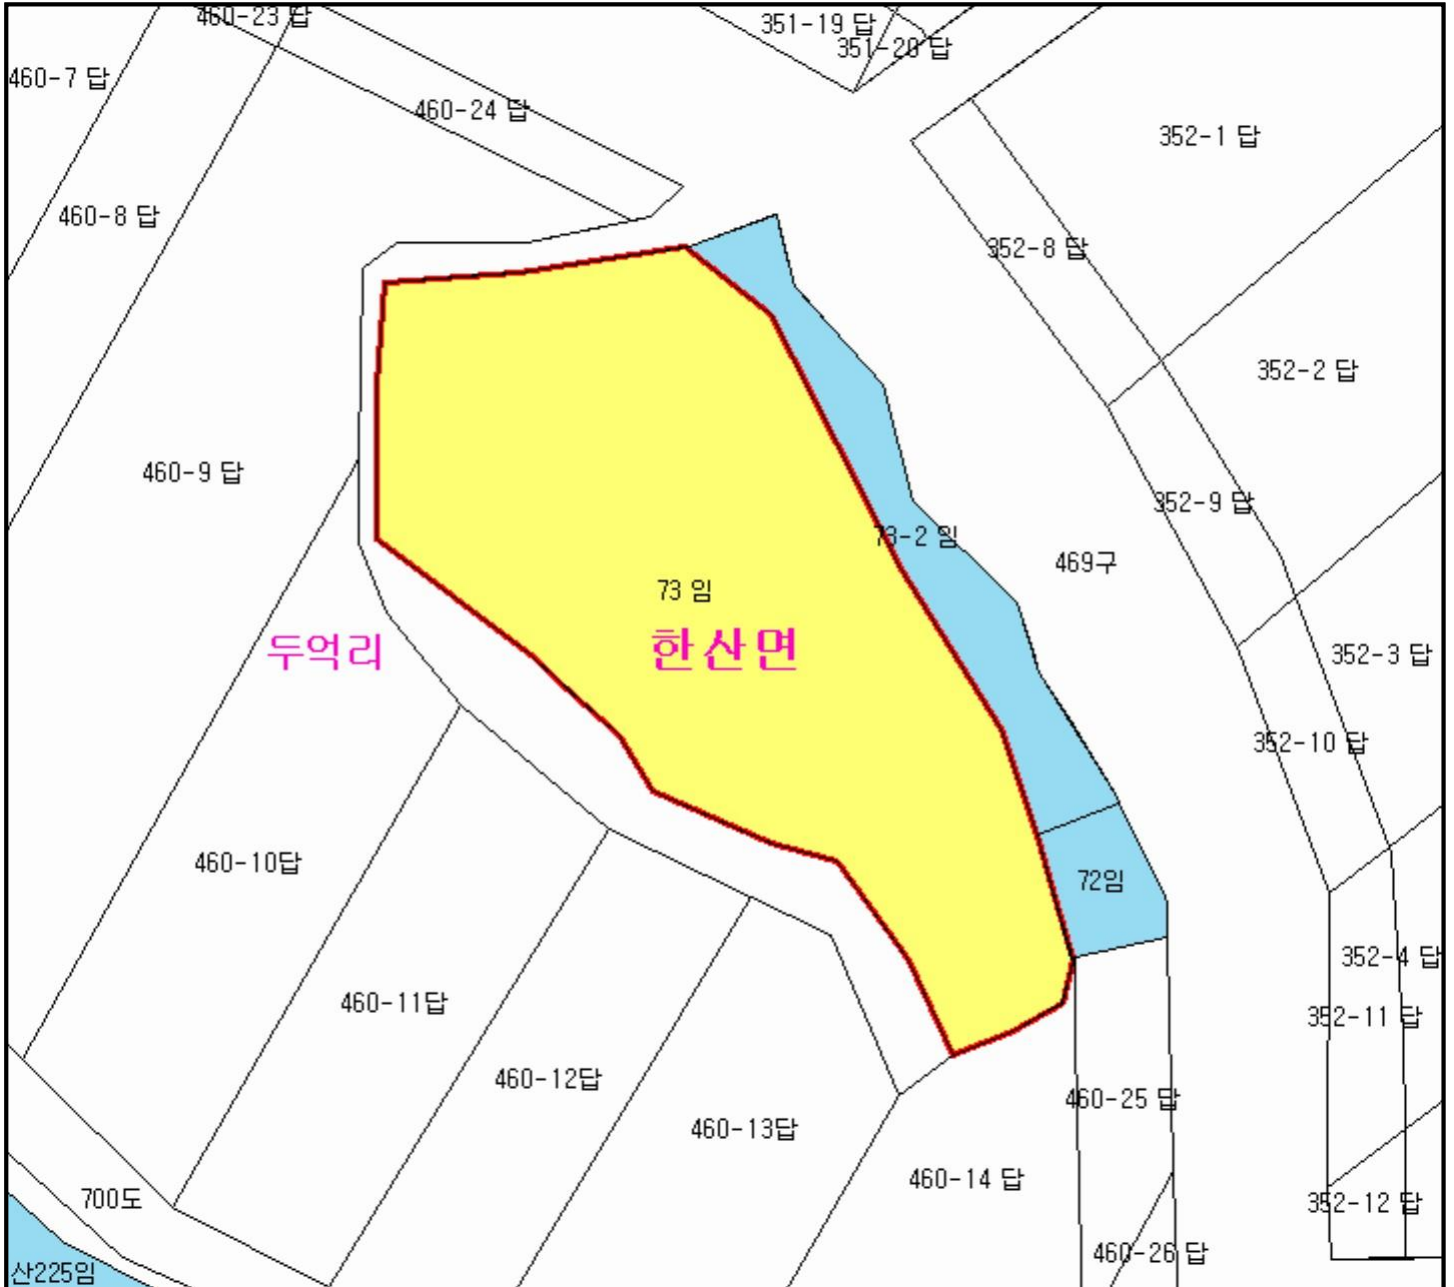 460-23 답
351-19 답
351-20 답
460-7 답
460-24 답
352-1 답
460-8 답
352-8 답
352-2 답
460-9 답
352-9 답
73-2 임
469구
73 임
두억리
한산면
352-3 답
352-10 답
460-10답
72임
352-4 답
460-11답
352-11 답
460-12답
460-25 답
460-13답
460-14 답
700도
352-12 답
460-26 답
산225임